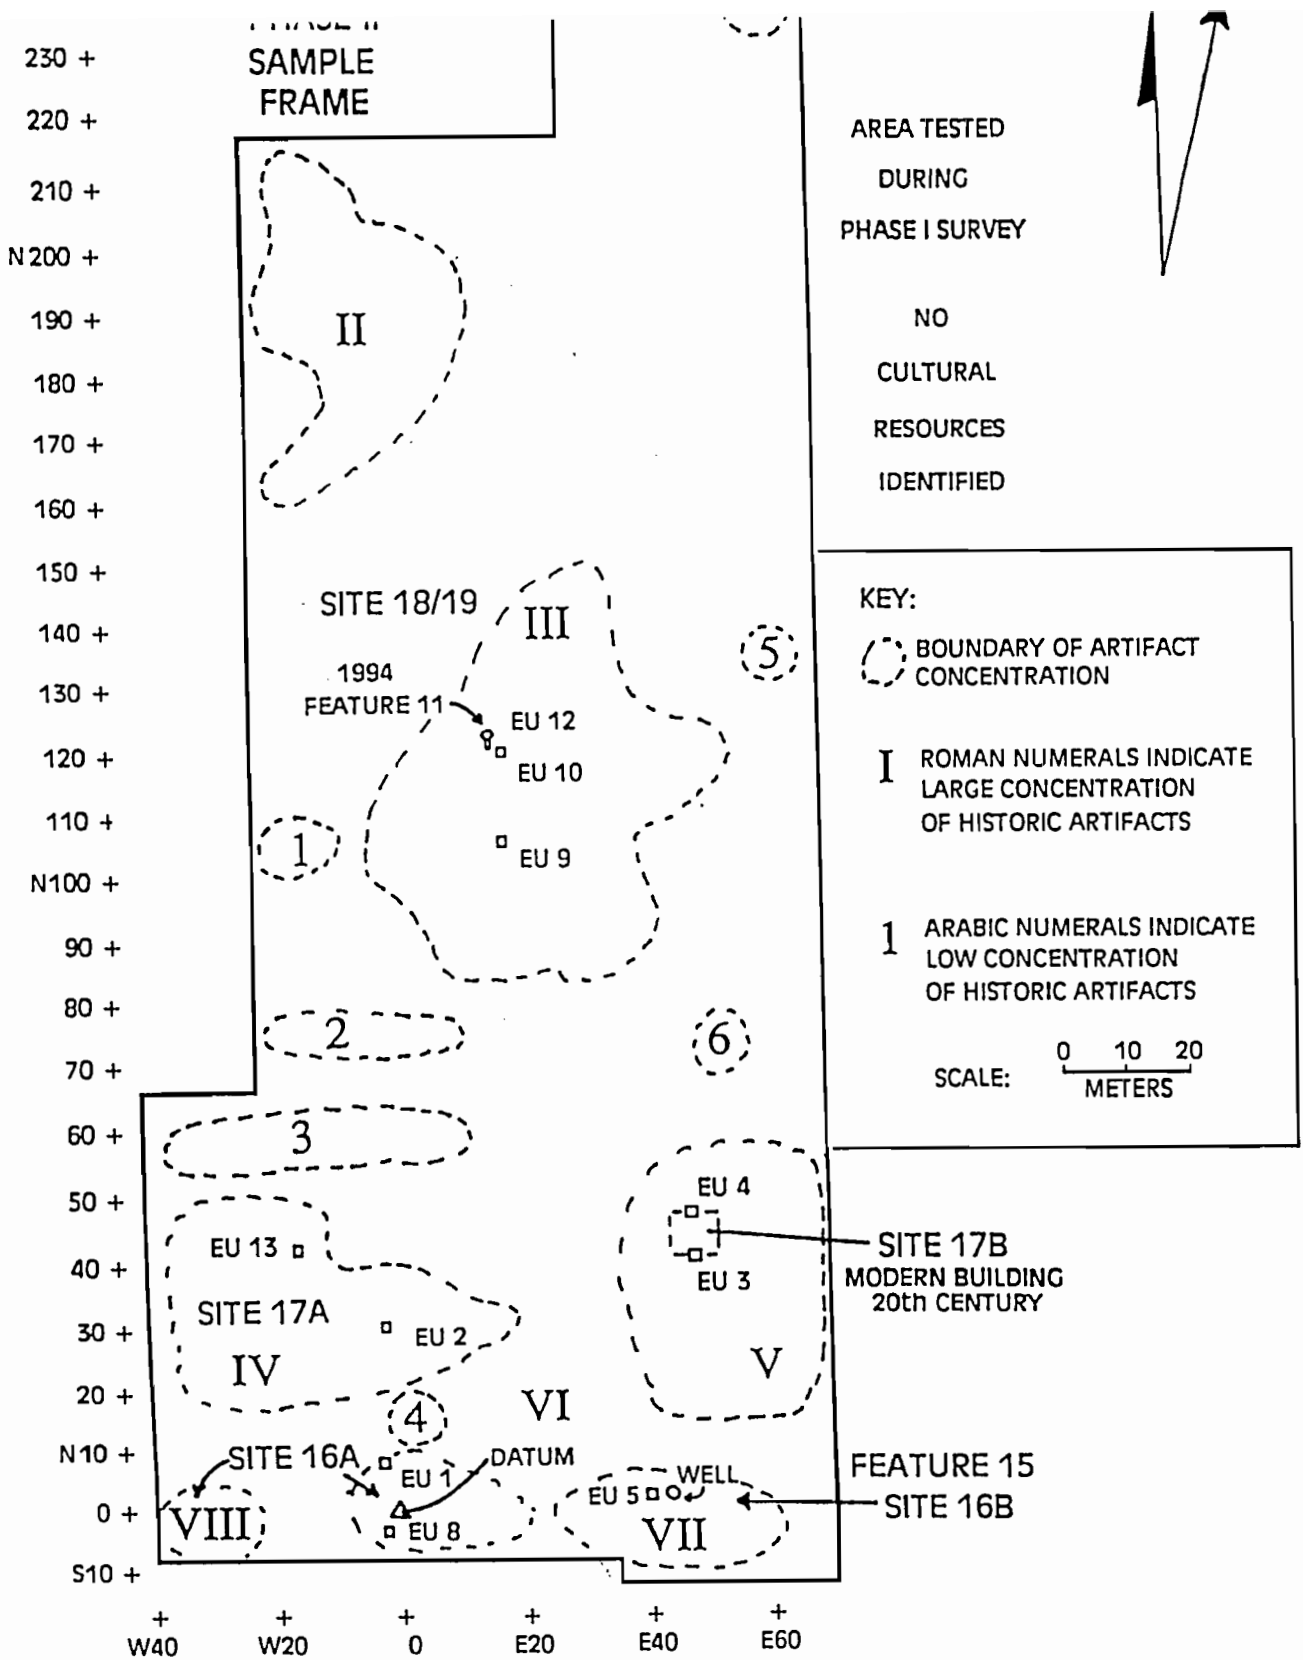 PHASE II
SAMPLE
FRAME
230 +
220 +
210 +
N 200 +
190 +
180 +
170 +
160 +
150 +
140 +
130 +
120 +
110 +
N100 +
90 +
80 +
70 +
60 +
50 +
40 +
30 +
20 +
N10 +
0 +
S10 +
AREA TESTED
DURING
PHASE I SURVEY
NO
CULTURAL
RESOURCES
IDENTIFIED
II
SITE 18/19
III
1994
FEATURE 11
EU 12
EU 10
EU 9
5
1
2
6
3
KEY:
BOUNDARY OF ARTIFACT
CONCENTRATION
I ROMAN NUMERALS INDICATE
LARGE CONCENTRATION
OF HISTORIC ARTIFACTS
1 ARABIC NUMERALS INDICATE
LOW CONCENTRATION
OF HISTORIC ARTIFACTS
0 10 20
SCALE:
METERS
EU 4
EU 13
SITE 17B
MODERN BUILDING
20th CENTURY
EU 3
SITE 17A
EU 2
IV
V
4
VI
SITE 16A
DATUM
EU 1
WELL
FEATURE 15
EU 5
SITE 16B
VIII
EU 8
VII
+ + + + + +
W40 W20 0 E20 E40 E60